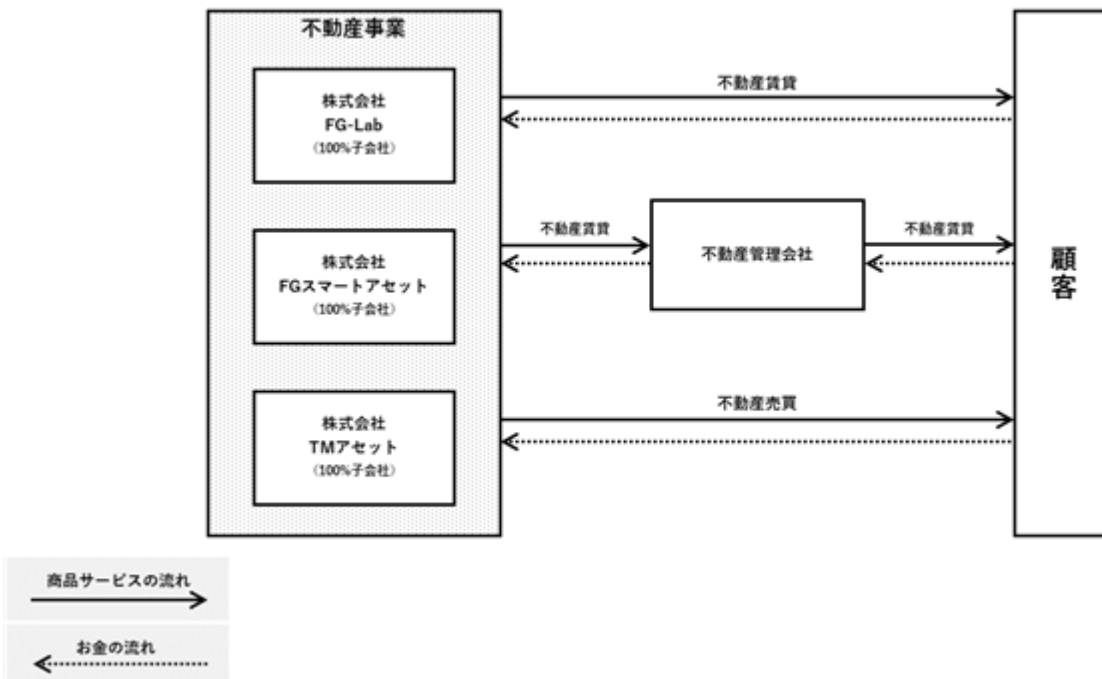 不動産事業
株式会社
FG-Lab
（100%子会社）
株式会社
FGスマートアセット
（100%子会社）
株式会社
TMアセット
（100%子会社）
不動産賃貸
不動産賃貸
不動産管理会社
不動産賃貸
不動産売買
顧客
商品サービスの流れ
お金の流れ